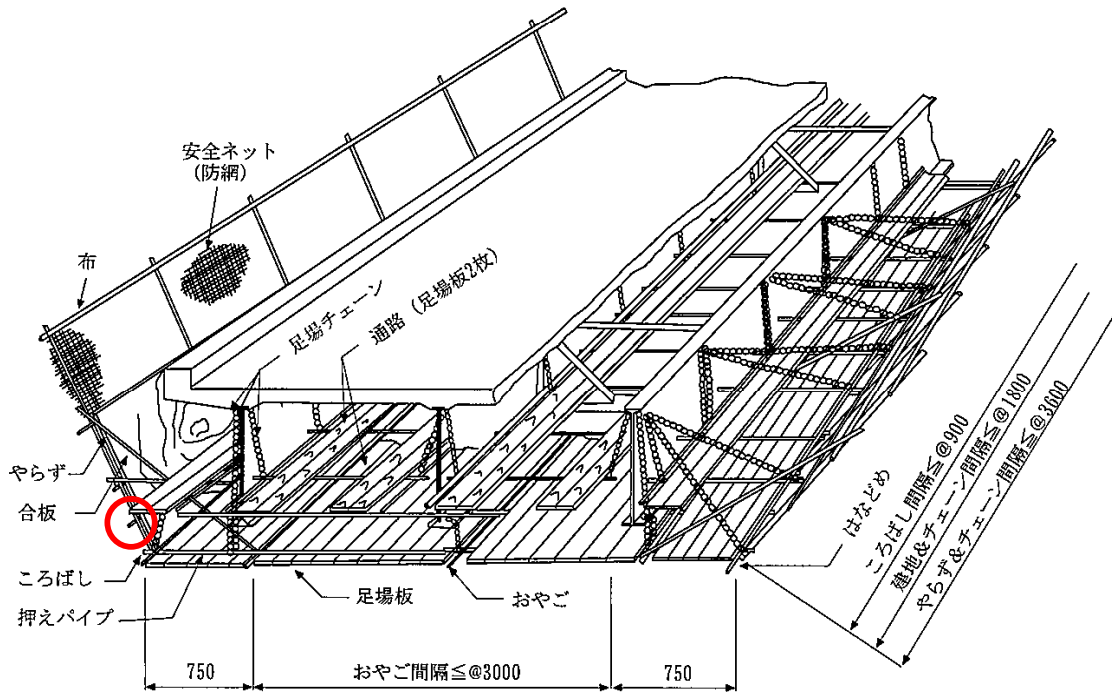 安全ネット
(防網)
布
足場チェーン
通路(足場板2枚)
やらず
合板
ころばし
押えパイプ
足場板
おやご
はなどめ
ころばし間隔≦@900
建地&チェーン間隔≦@1800
やらず&チェーン間隔≦@3600
750
おやご間隔≦@3000
750